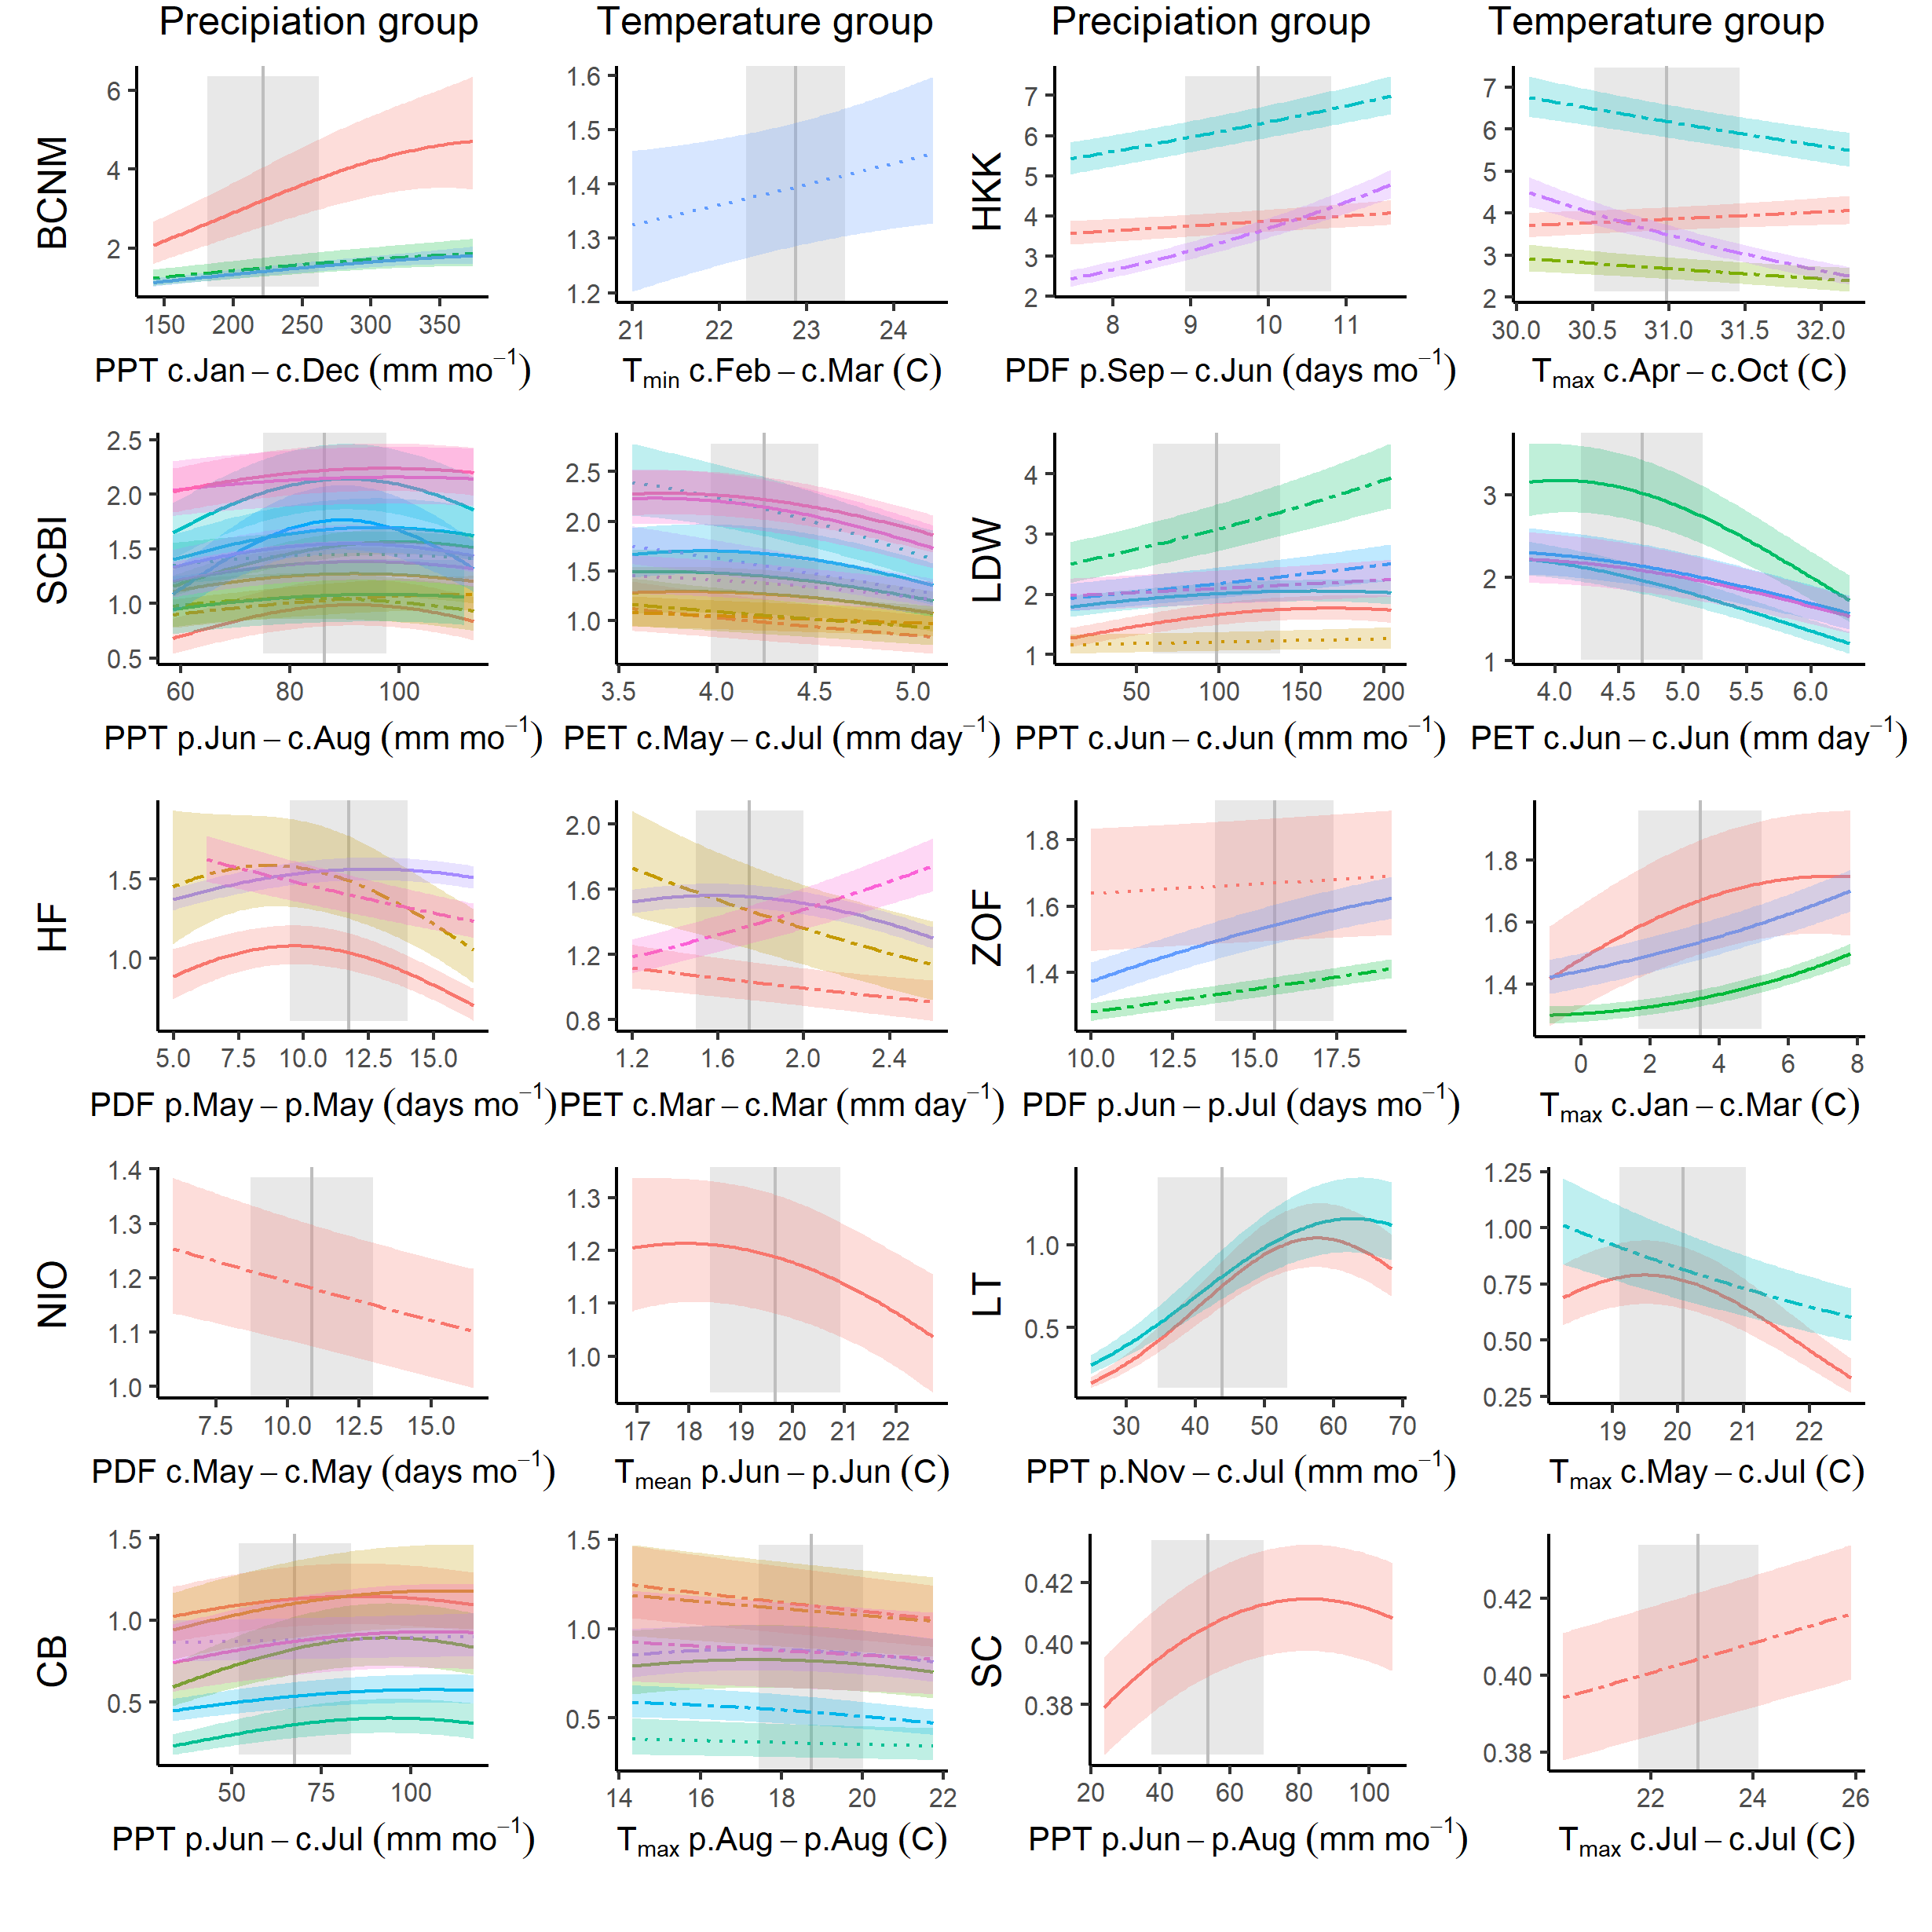 Precipiation group
Temperature group
Precipiation group
Temperature group
BCNM
6
4
2
150 200 250 300 350
PPT c.Jan – c.Dec (mm mo⁻¹)
1.6
1.5
1.4
1.3
1.2
21 22 23 24
Tmin c.Feb – c.Mar (C)
HKK
7
6
5
4
3
2
8 9 10 11
PDF p.Sep – c.Jun (days mo⁻¹)
7
6
5
4
3
2
30.0 30.5 31.0 31.5 32.0
Tmax c.Apr – c.Oct (C)
SCBI
2.5
2.0
1.5
1.0
0.5
60 80 100
PPT p.Jun – c.Aug (mm mo⁻¹)
2.5
2.0
1.5
1.0
3.5 4.0 4.5 5.0
PET c.May – c.Jul (mm day⁻¹)
LDW
4
3
2
1
50 100 150 200
PPT c.Jun – c.Jun (mm mo⁻¹)
3
2
1
4.0 4.5 5.0 5.5 6.0
PET c.Jun – c.Jun (mm day⁻¹)
HF
1.5
1.0
5.0 7.5 10.0 12.5 15.0
PDF p.May – p.May (days mo⁻¹)
2.0
1.6
1.2
0.8
1.2 1.6 2.0 2.4
PET c.Mar – c.Mar (mm day⁻¹)
ZOF
1.8
1.6
1.4
10.0 12.5 15.0 17.5
PDF p.Jun – p.Jul (days mo⁻¹)
1.8
1.6
1.4
0 2 4 6 8
Tmax c.Jan – c.Mar (C)
NIO
1.4
1.3
1.2
1.1
1.0
7.5 10.0 12.5 15.0
PDF c.May – c.May (days mo⁻¹)
1.3
1.2
1.1
1.0
17 18 19 20 21 22
Tmean p.Jun – p.Jun (C)
LT
1.0
0.5
30 40 50 60 70
PPT p.Nov – c.Jul (mm mo⁻¹)
1.25
1.00
0.75
0.50
0.25
19 20 21 22
Tmax c.May – c.Jul (C)
CB
1.5
1.0
0.5
50 75 100
PPT p.Jun – c.Jul (mm mo⁻¹)
1.5
1.0
0.5
14 16 18 20 22
Tmax p.Aug – p.Aug (C)
SC
0.42
0.40
0.38
20 40 60 80 100
PPT p.Jun – p.Aug (mm mo⁻¹)
0.42
0.40
0.38
22 24 26
Tmax c.Jul – c.Jul (C)